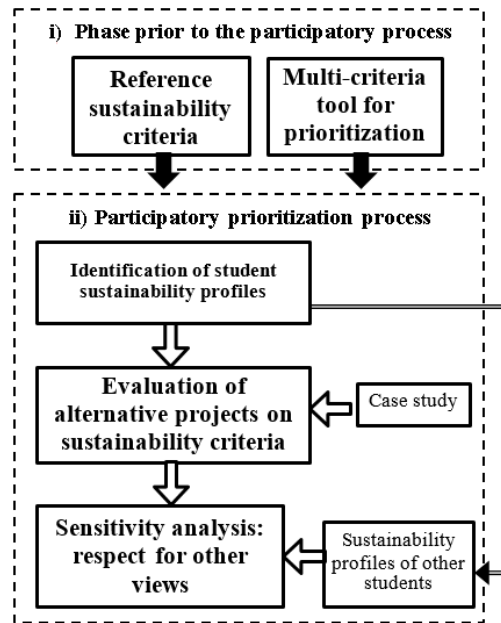 i) Phase prior to the participatory process
Reference
sustainability
criteria
Multi-criteria
tool for
prioritization
ii) Participatory prioritization process
Identification of student
sustainability profiles
Evaluation of
alternative projects on
sustainability criteria
Case study
Sensitivity analysis:
respect for other
views
Sustainability
profiles of other
students